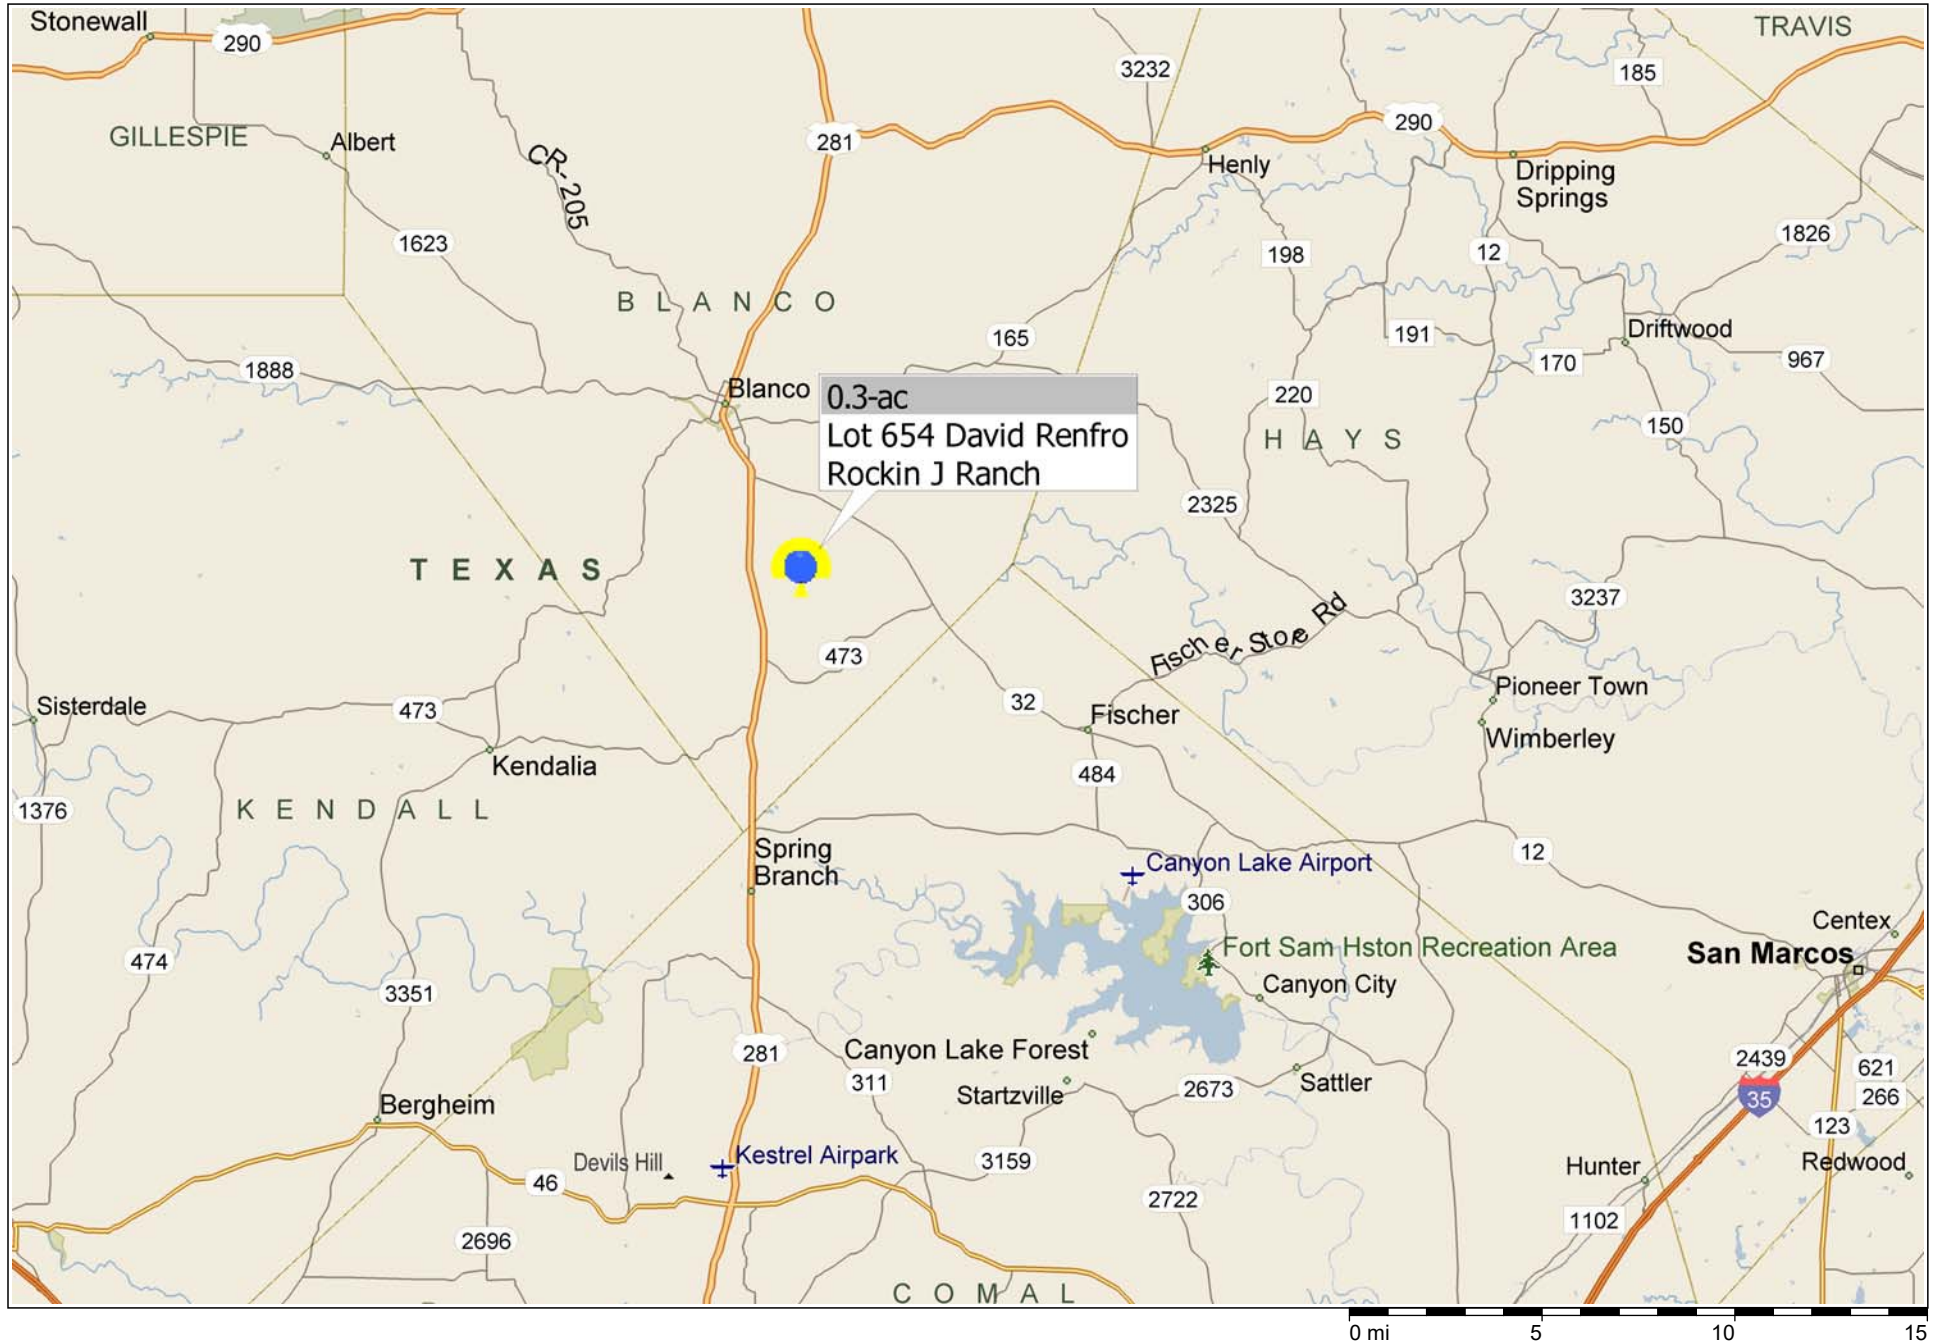 Stonewall
290
TRAVIS
3232
185
GILLESPIE
Albert
281
290
Henly
Dripping
Springs
CR-205
1623
198
12
1826
BLANCO
165
191
Driftwood
170
967
1888
Blanco
0.3-ac
Lot 654 David Renfro
Rockin J Ranch
220
HAYS
150
2325
TEXAS
3237
Fischer Store Rd
473
Sisterdale
473
32
Fischer
Pioneer Town
Wimberley
Kendalia
484
1376
KENDALL
Spring
Branch
Canyon Lake Airport
12
306
Centex
Fort Sam Hston Recreation Area
San Marcos
474
3351
Canyon City
281
Canyon Lake Forest
311
Startzville
2673
Sattler
2439
35
621
266
123
Bergheim
Devils Hill
Kestrel Airpark
46
3159
2722
Hunter
Redwood
1102
2696
COMAL
0 mi 5 10 15